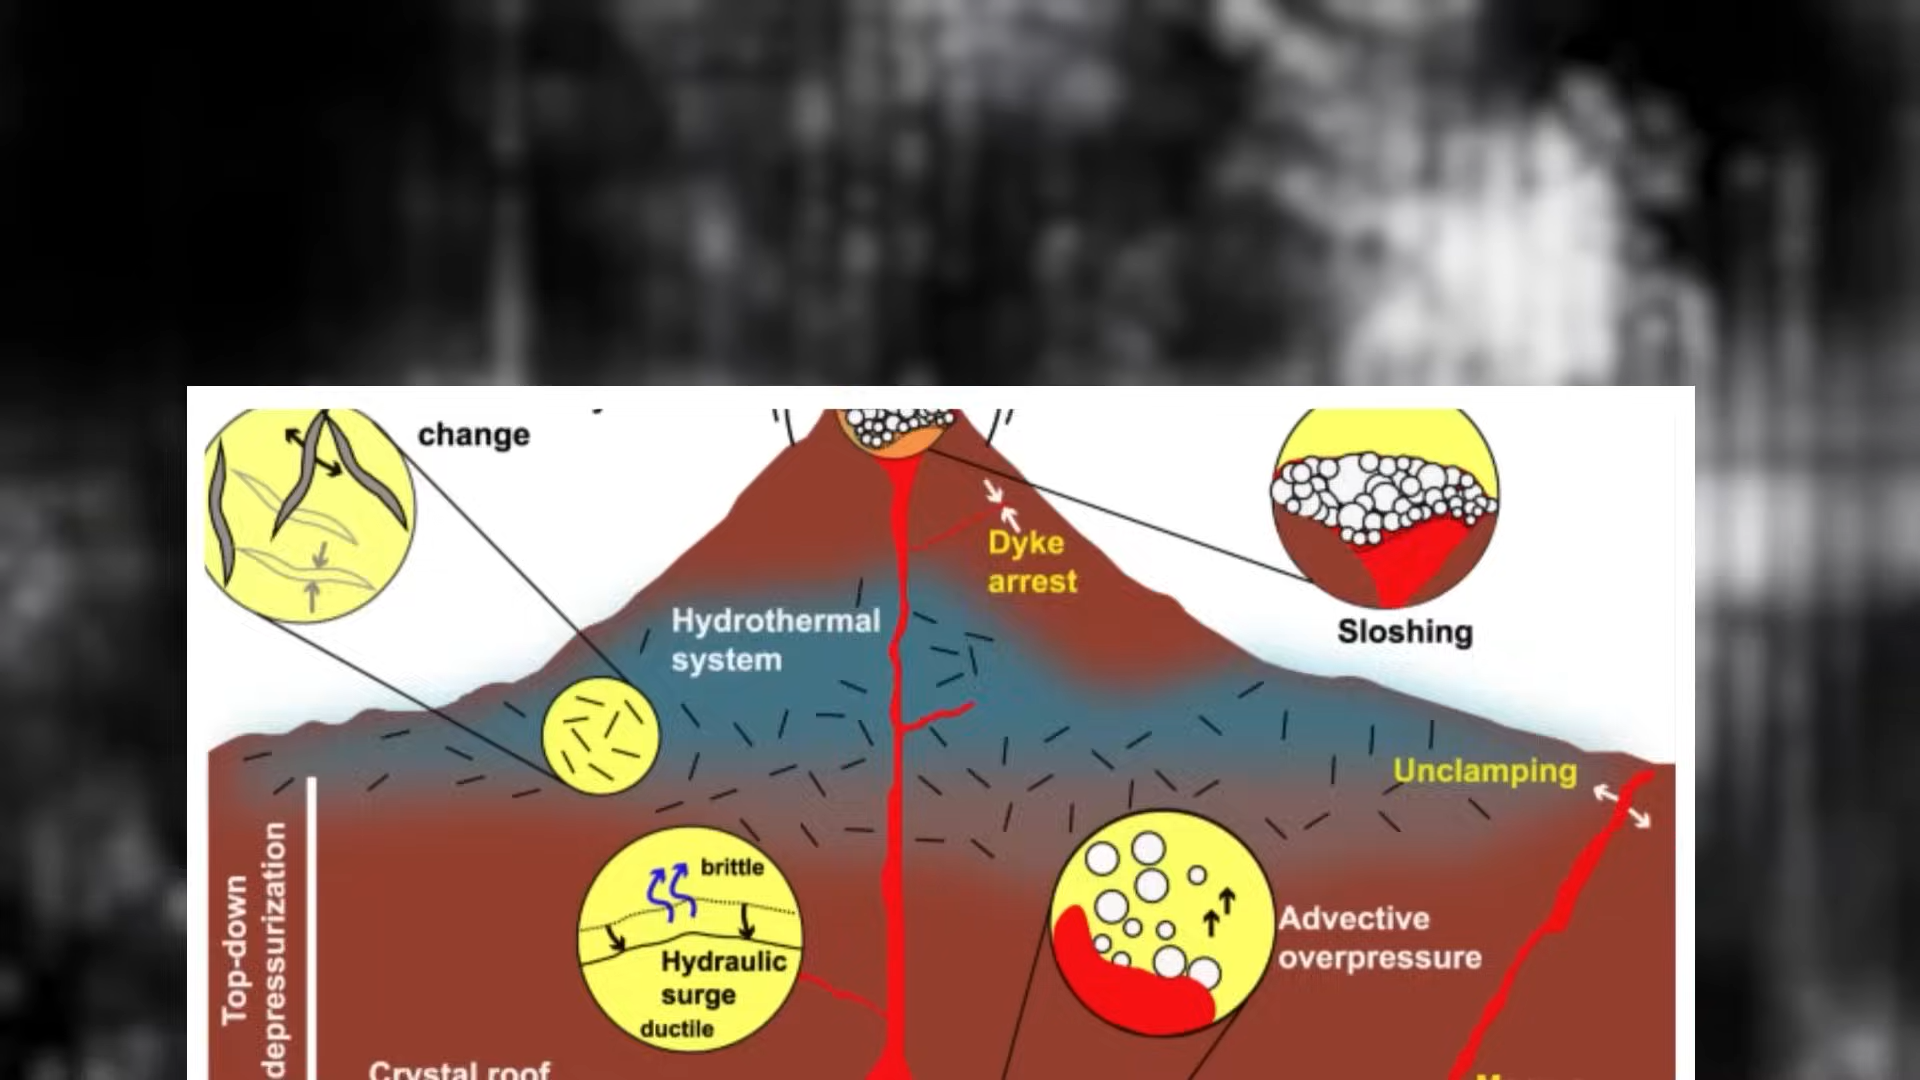 change
Dyke
arrest
Hydrothermal
system
Sloshing
Unclamping
Top-down
depressurization
brittle
Hydraulic
surge
ductile
Advective
overpressure
Crystal roof